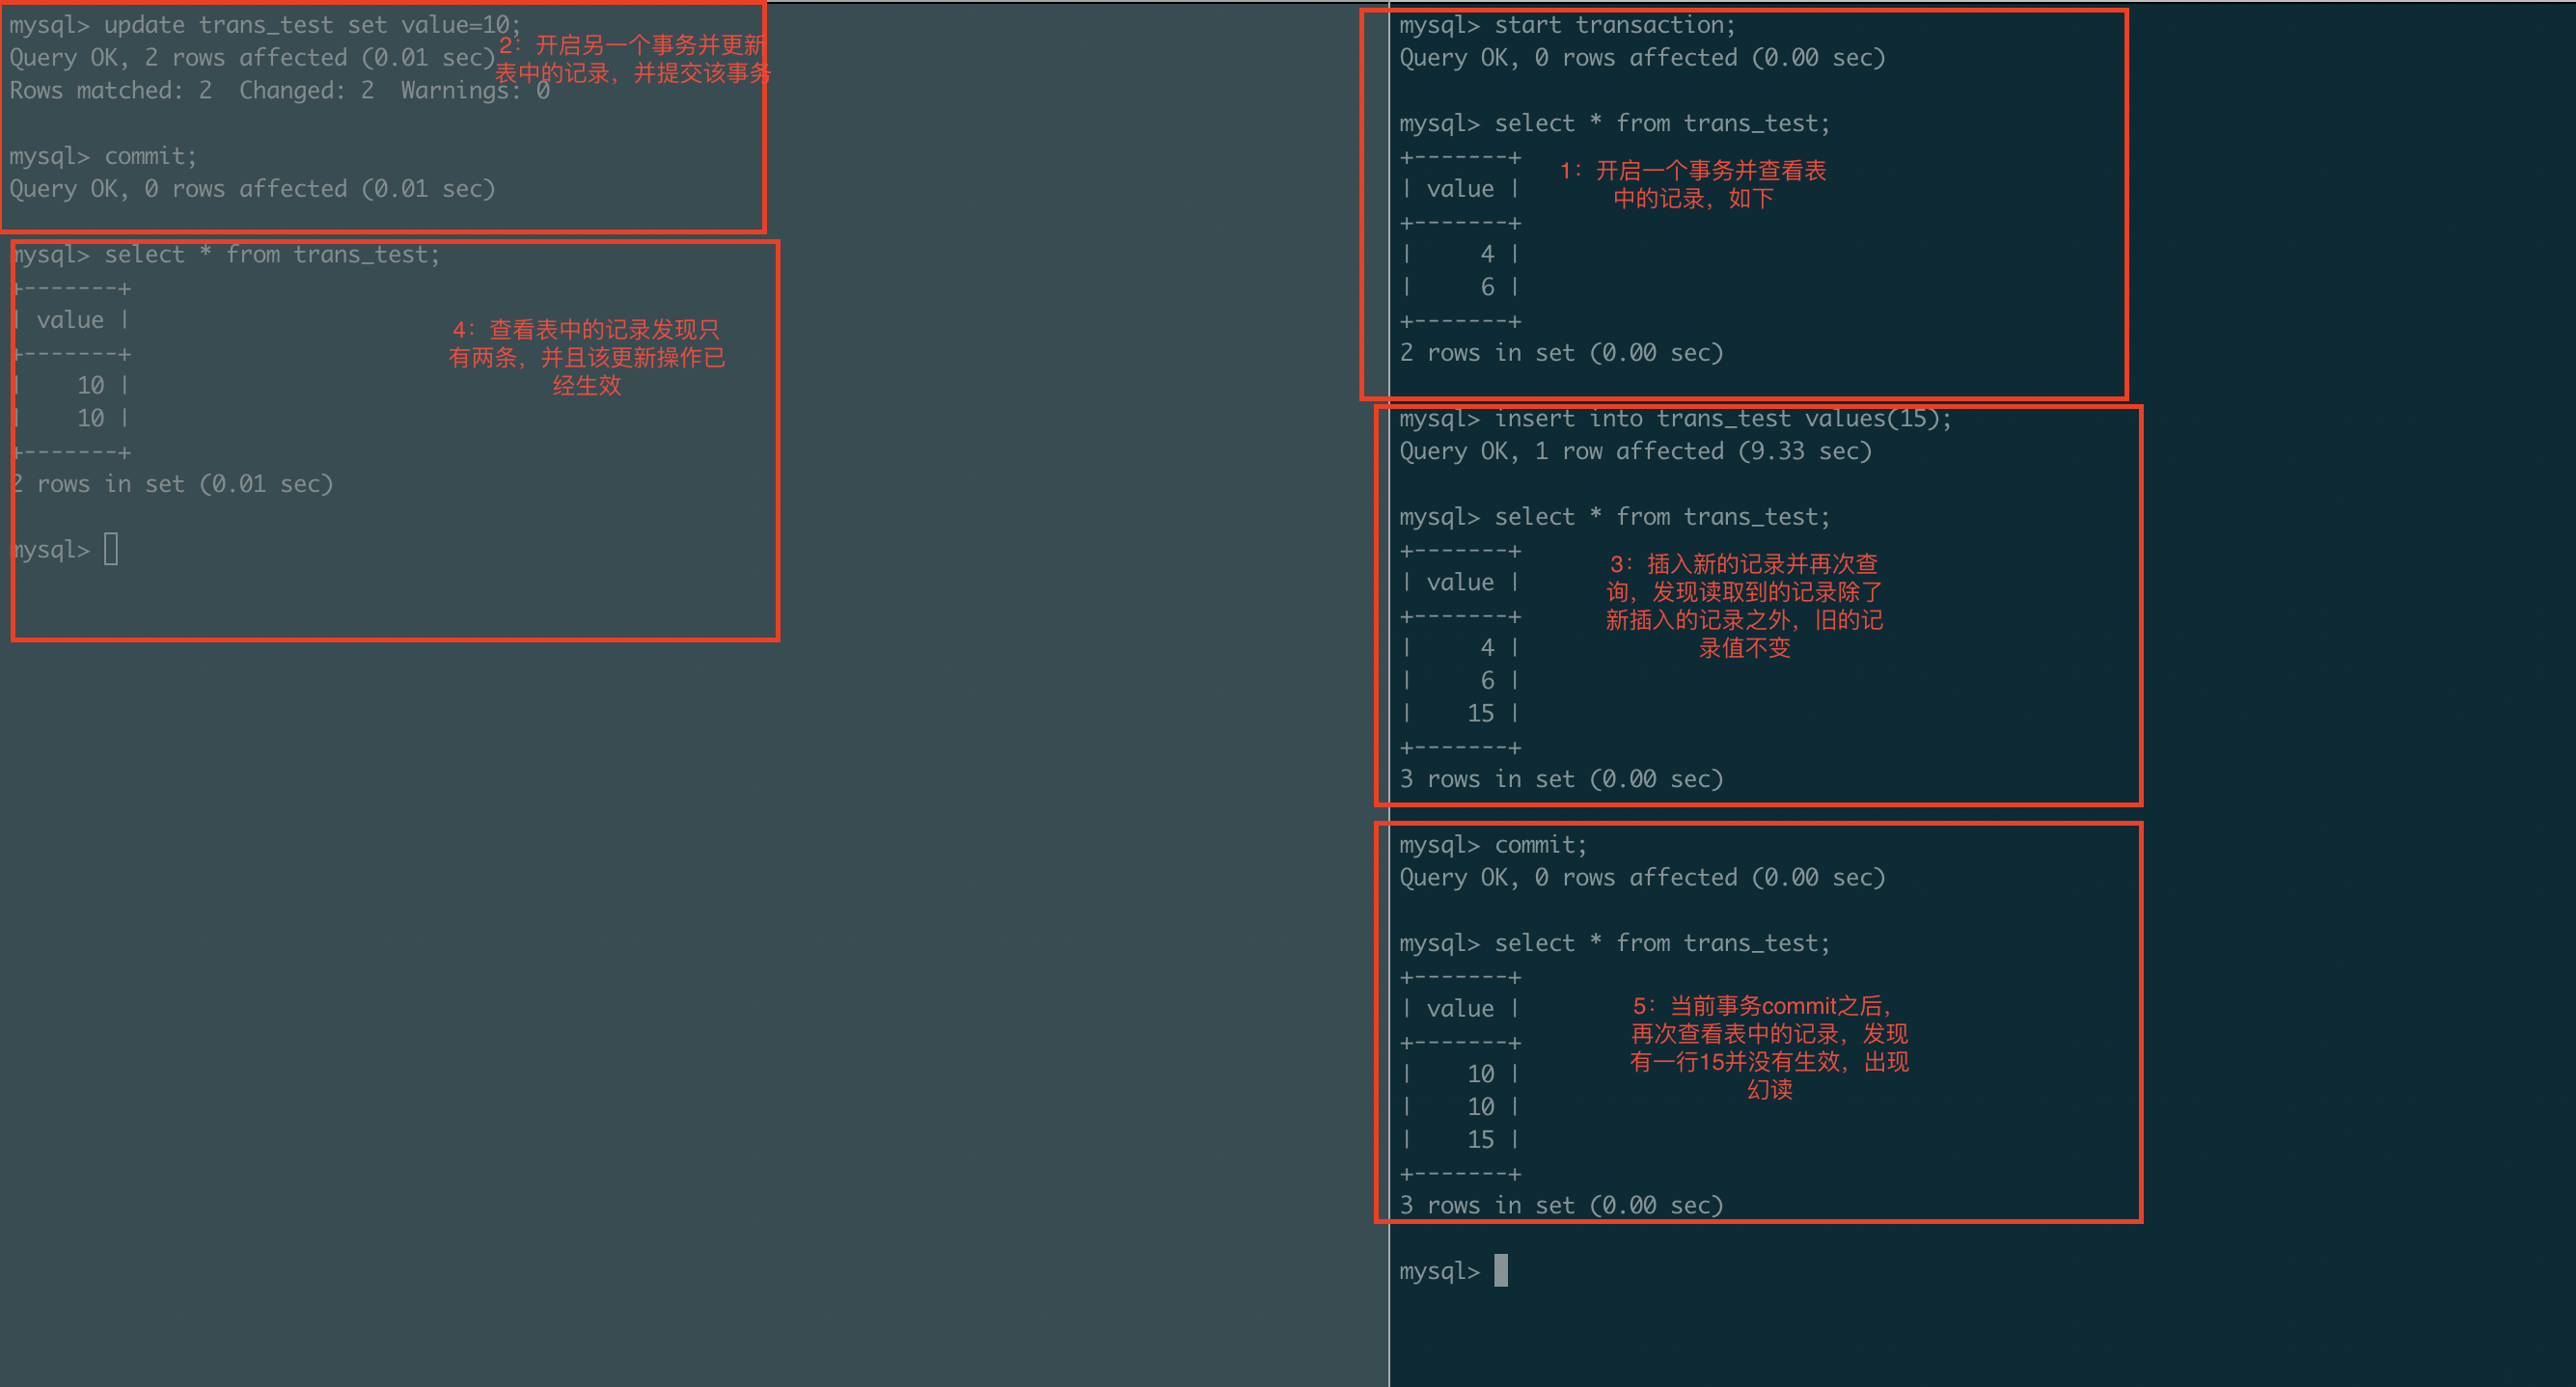 mysql> update trans_test set value=10;
Query OK, 2 rows affected (0.01 sec)
Rows matched: 2  Changed: 2  Warnings: 0
2：开启另一个事务并更新
表中的记录，并提交该事务
mysql> commit;
Query OK, 0 rows affected (0.01 sec)
mysql> select * from trans_test;
+-------+
| value |
+-------+
|    10 |
|    10 |
+-------+
2 rows in set (0.01 sec)
4：查看表中的记录发现只
有两条，并且该更新操作已
经生效
mysql>
mysql> start transaction;
Query OK, 0 rows affected (0.00 sec)
mysql> select * from trans_test;
+-------+
| value |
+-------+
|     4 |
|     6 |
+-------+
2 rows in set (0.00 sec)
1：开启一个事务并查看表
中的记录，如下
mysql> insert into trans_test values(15);
Query OK, 1 row affected (9.33 sec)
mysql> select * from trans_test;
+-------+
| value |
+-------+
|     4 |
|     6 |
|    15 |
+-------+
3 rows in set (0.00 sec)
3：插入新的记录并再次查
询，发现读取到的记录除了
新插入的记录之外，旧的记
录值不变
mysql> commit;
Query OK, 0 rows affected (0.00 sec)
mysql> select * from trans_test;
+-------+
| value |
+-------+
|    10 |
|    10 |
|    15 |
+-------+
3 rows in set (0.00 sec)
5：当前事务commit之后，
再次查看表中的记录，发现
有一行15并没有生效，出现
幻读
mysql>